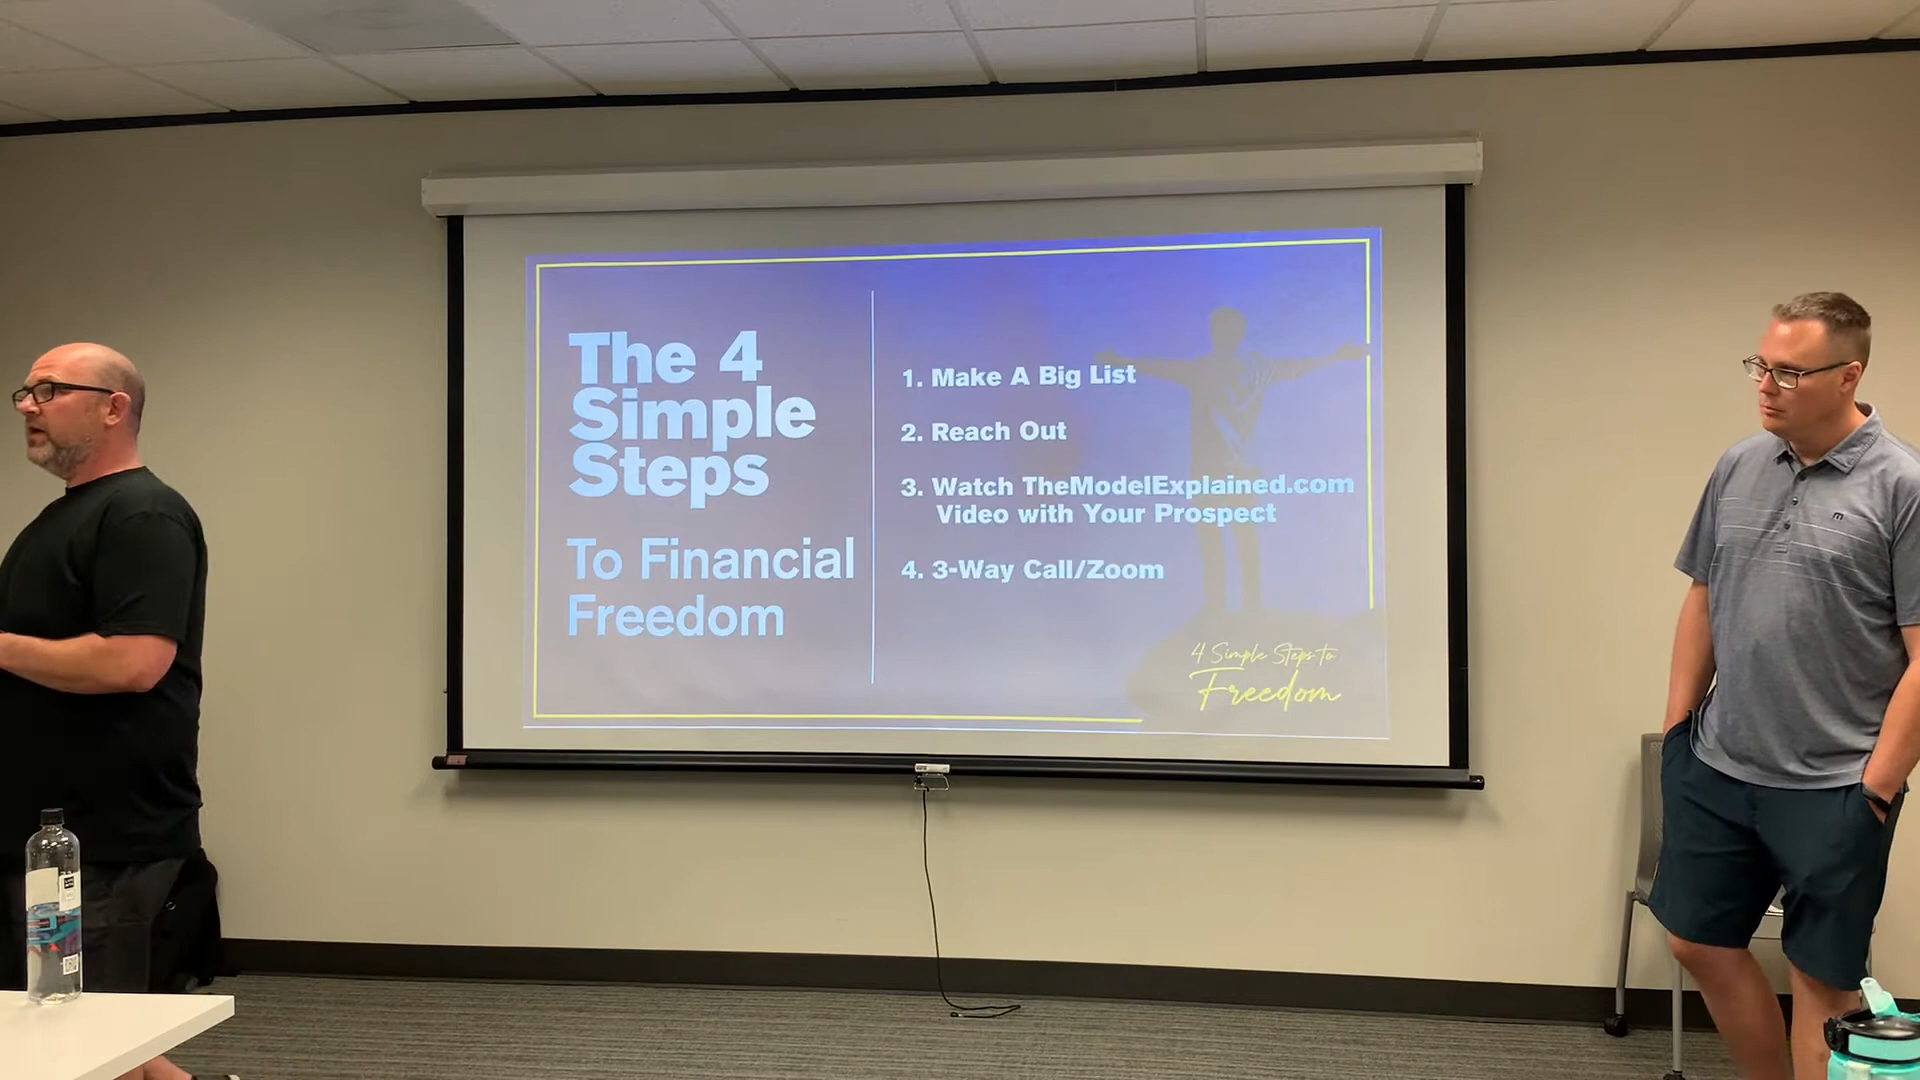 The 4
Simple
Steps
To Financial
Freedom
1. Make A Big List
2. Reach Out
3. Watch TheModelExplained.com
Video with Your Prospect
4. 3-Way Call/Zoom
4 Simple Steps to
Freedom